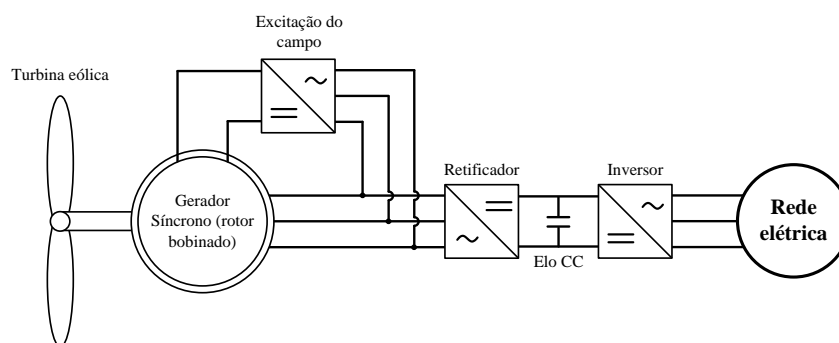 Excitação do
campo
Turbina eólica
Retificador
Inversor
Gerador
Síncrono (rotor
bobinado)
Rede
elétrica
Elo CC